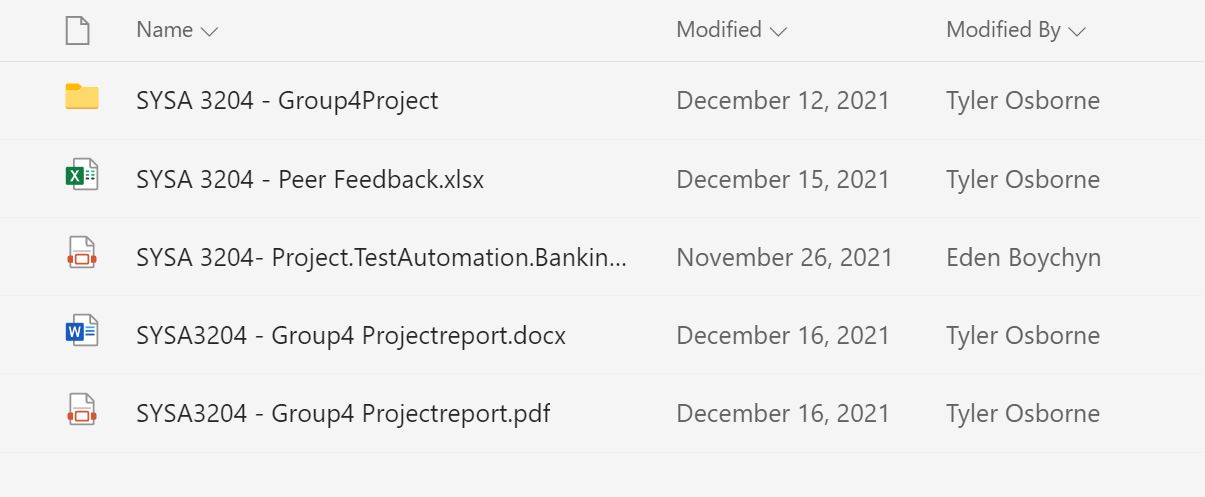 Name Modified Modified By
SYSA 3204 - Group4Project December 12, 2021 Tyler Osborne
X SYSA 3204 - Peer Feedback.xlsx December 15, 2021 Tyler Osborne
SYSA 3204- Project.TestAutomation.Bankin... November 26, 2021 Eden Boychyn
W SYSA3204 - Group4 Projectreport.docx December 16, 2021 Tyler Osborne
SYSA3204 - Group4 Projectreport.pdf December 16, 2021 Tyler Osborne